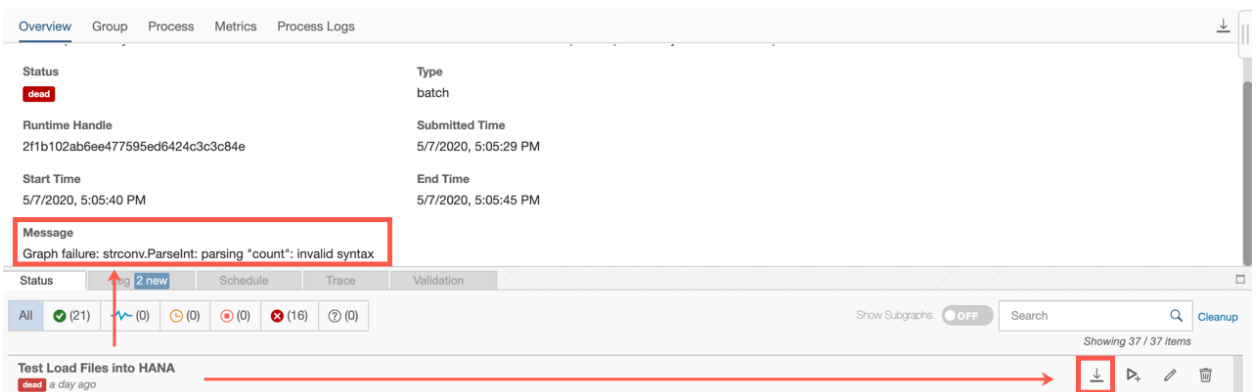 Overview Group Process Metrics Process Logs
Status Type
dead batch
Runtime Handle Submitted Time
2f1b102ab6ee477595ed6424c3c3c84e 5/7/2020, 5:05:29 PM
Start Time End Time
5/7/2020, 5:05:40 PM 5/7/2020, 5:05:45 PM
Message
Graph failure: strconv.ParseInt: parsing "count": invalid syntax
Status Log 2 new Schedule Trace Validation
All (21) (0) (0) (0) (16) (0) Show Subgraphs: OFF Search Cleanup
Showing 37 / 37 items
Test Load Files into HANA
dead a day ago